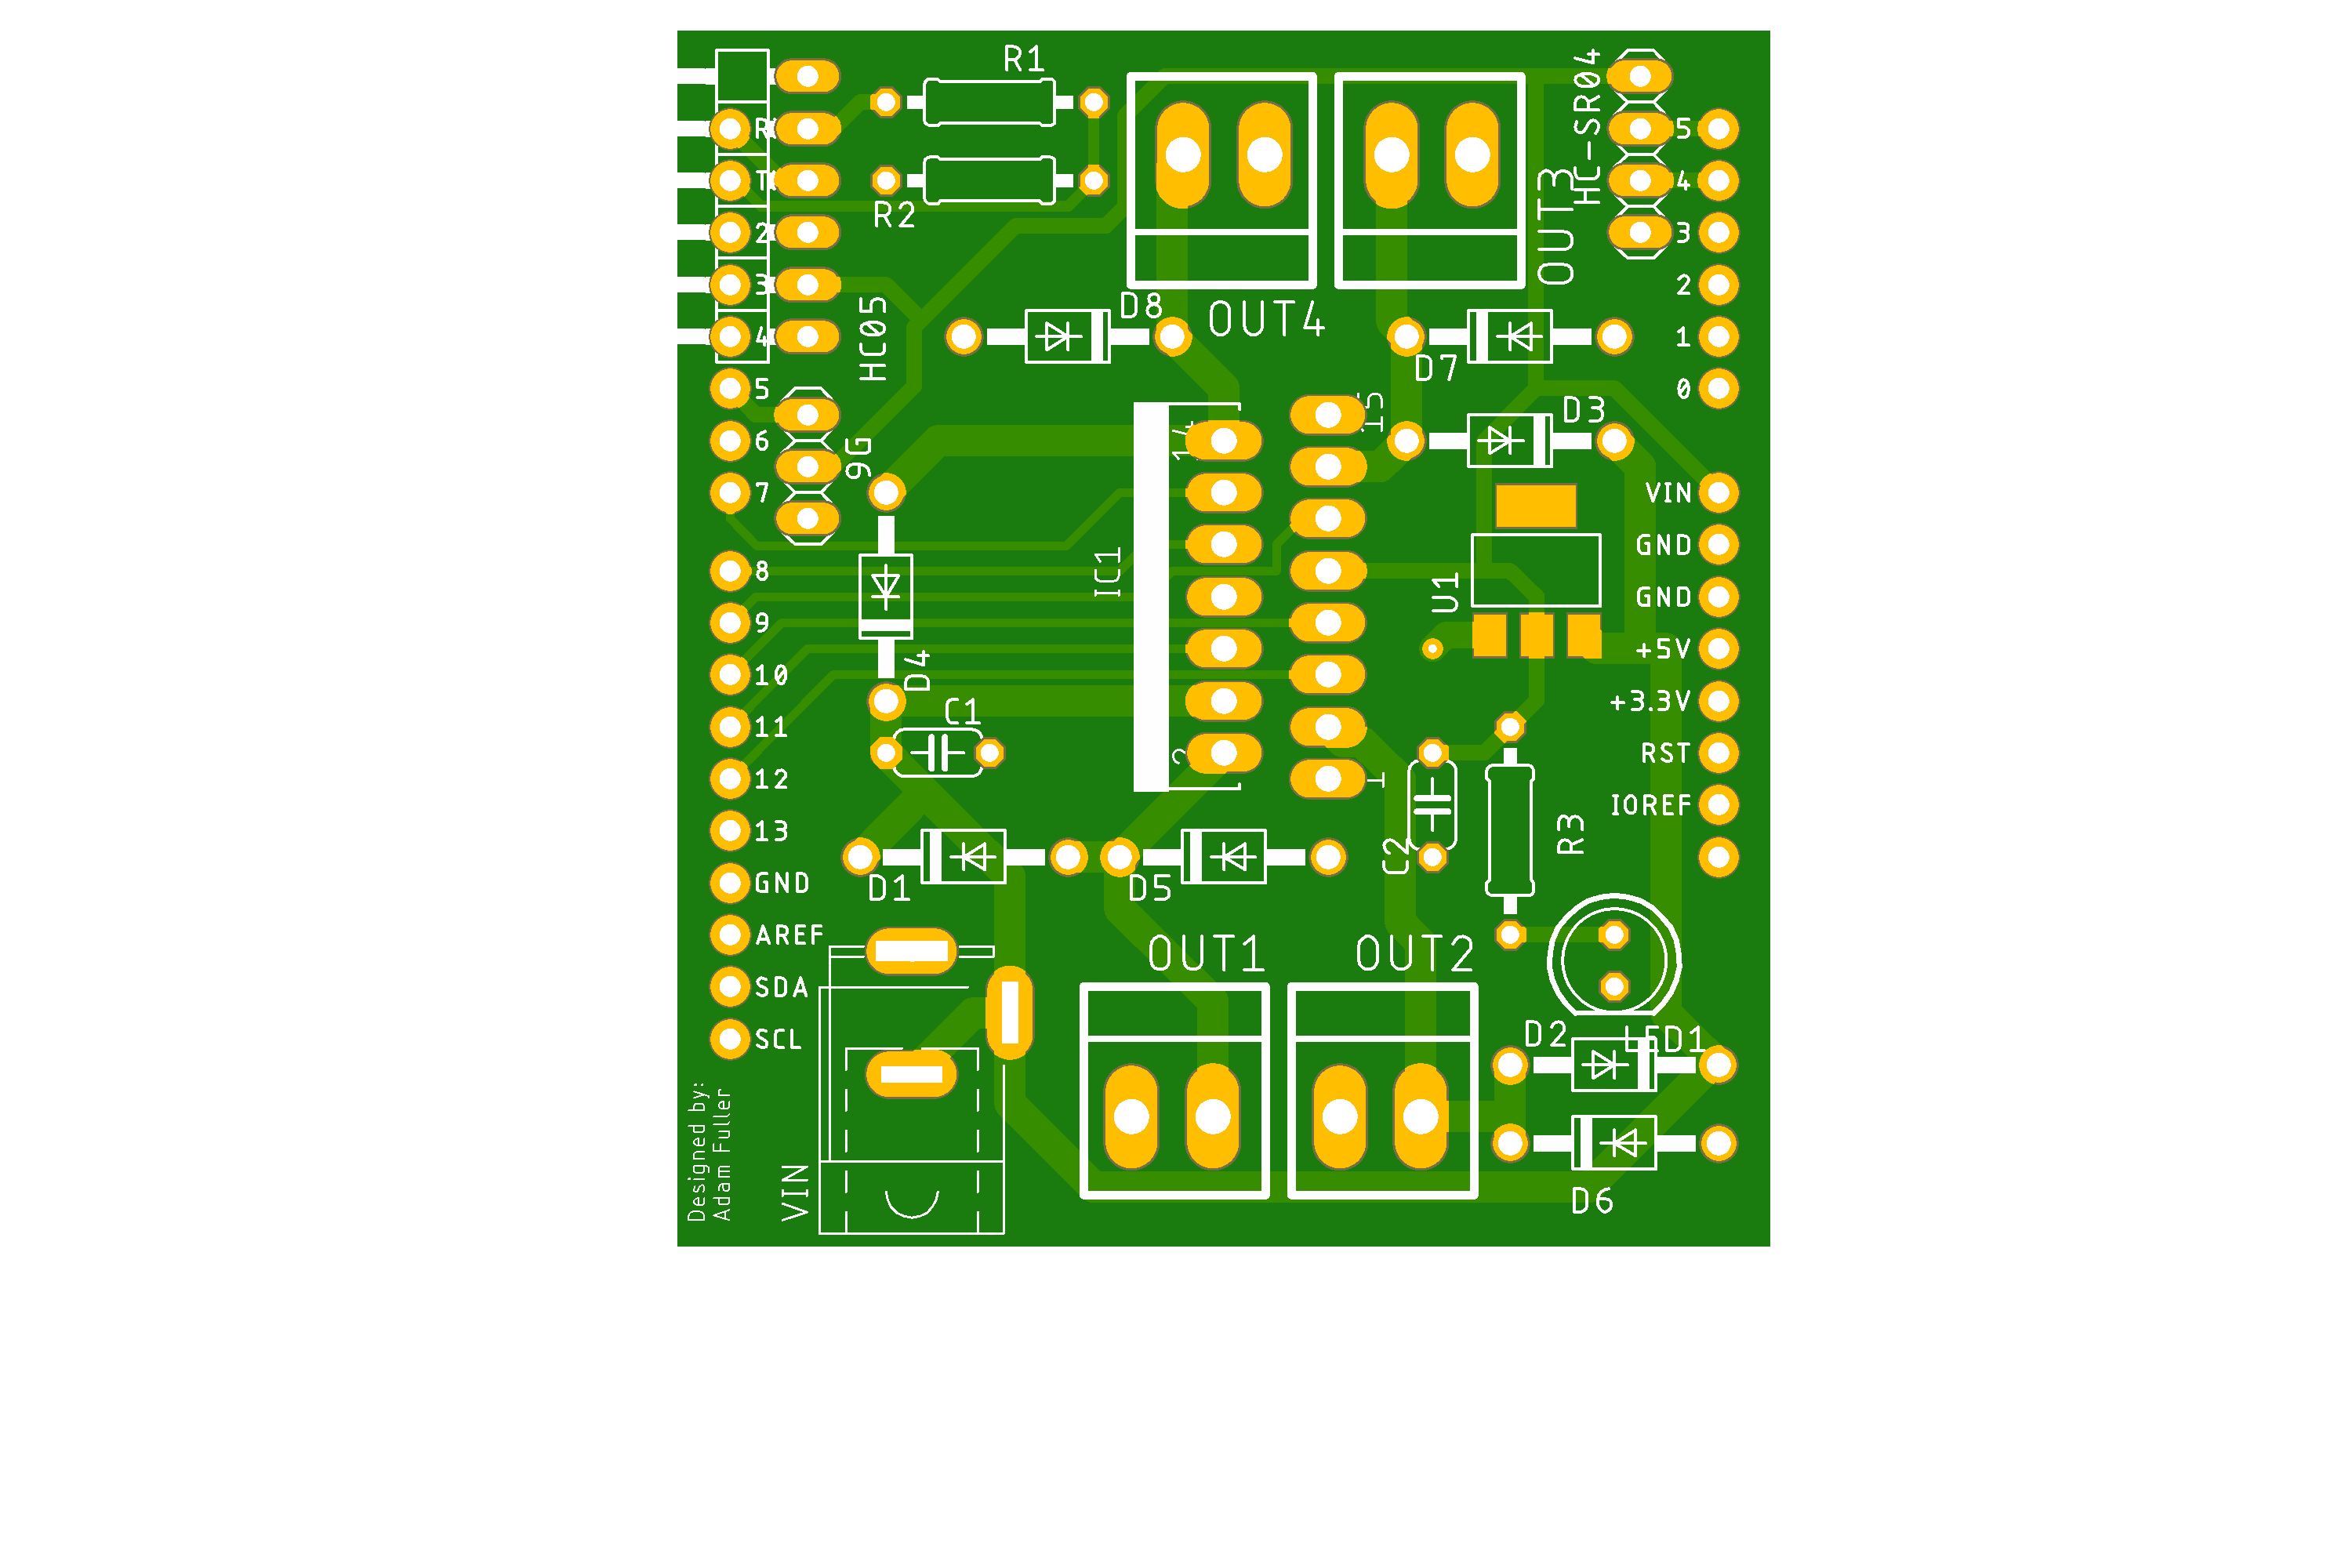 R1
R2
HC-SR04
OUT3
OUT4
HC05
D8
D7
D3
9G
IC1
U1
D4
C1
C2
R3
D1
D5
OUT1
OUT2
D2
LED1
D6
VIN
2
3
4
5
6
7
8
9
10
11
12
13
GND
AREF
SDA
SCL
5
4
3
2
1
0
VIN
GND
GND
+5V
+3.3V
RST
IOREF
14
15
2
1
Designed by:
Adam Fuller